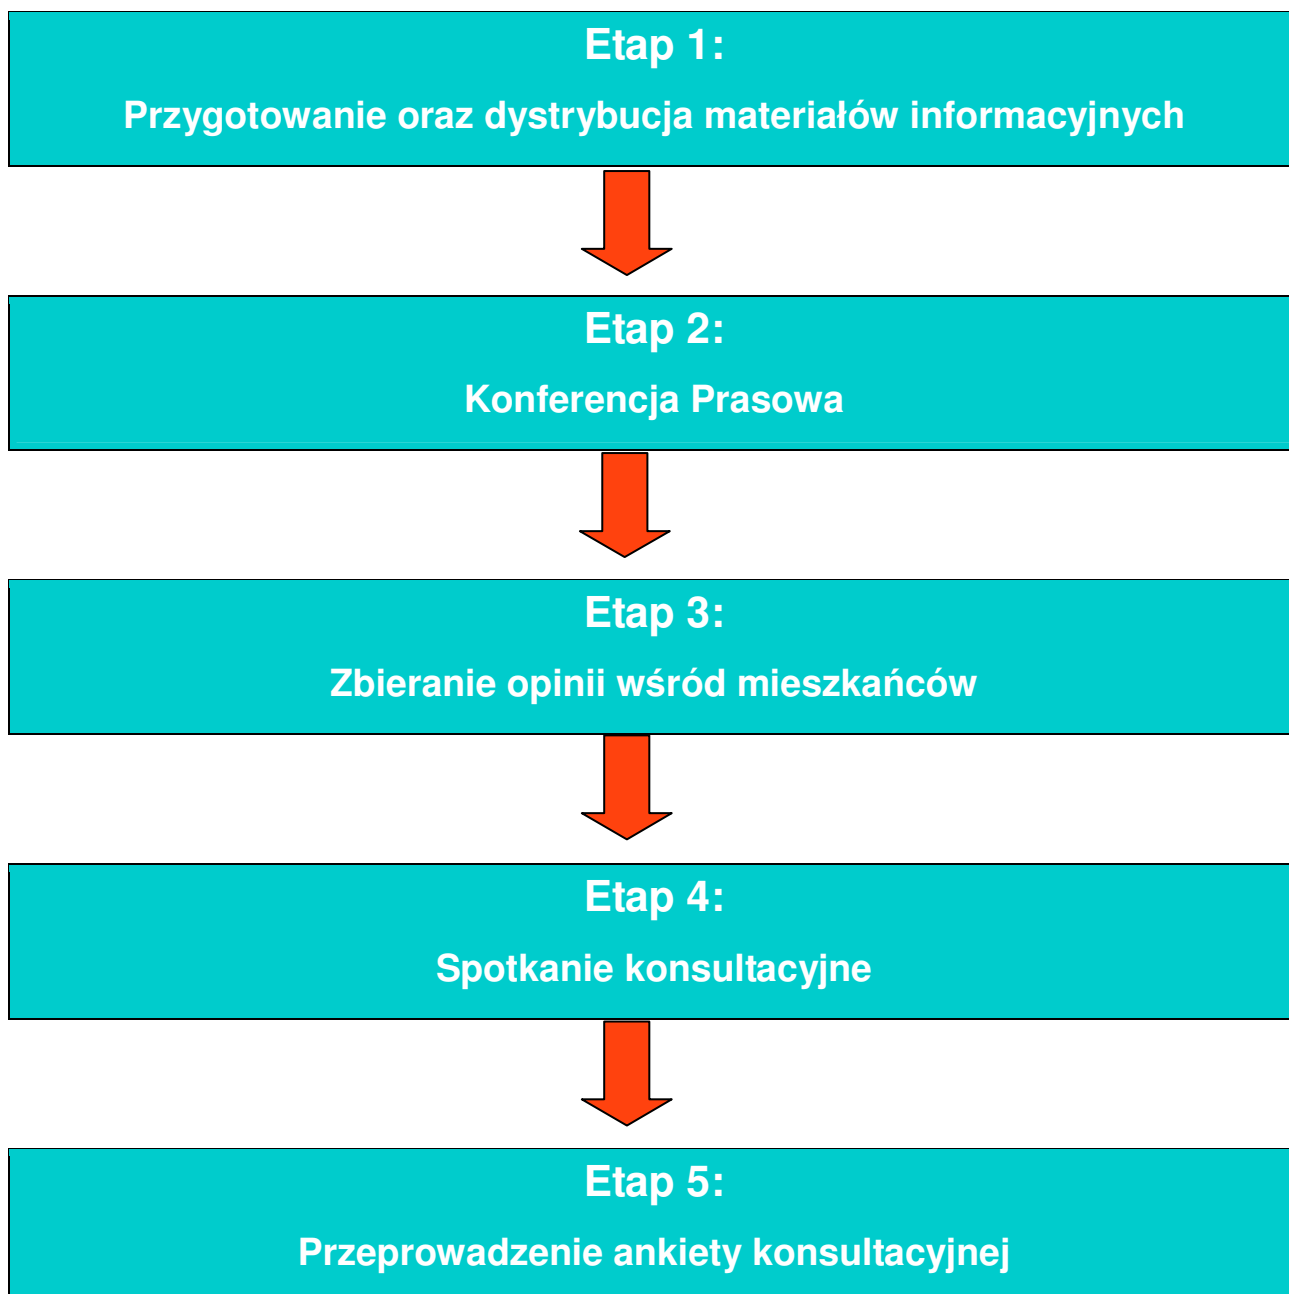 Etap 1:
Przygotowanie oraz dystrybucja materiałów informacyjnych
Etap 2:
Konferencja Prasowa
Etap 3:
Zbieranie opinii wśród mieszkańców
Etap 4:
Spotkanie konsultacyjne
Etap 5:
Przeprowadzenie ankiety konsultacyjnej